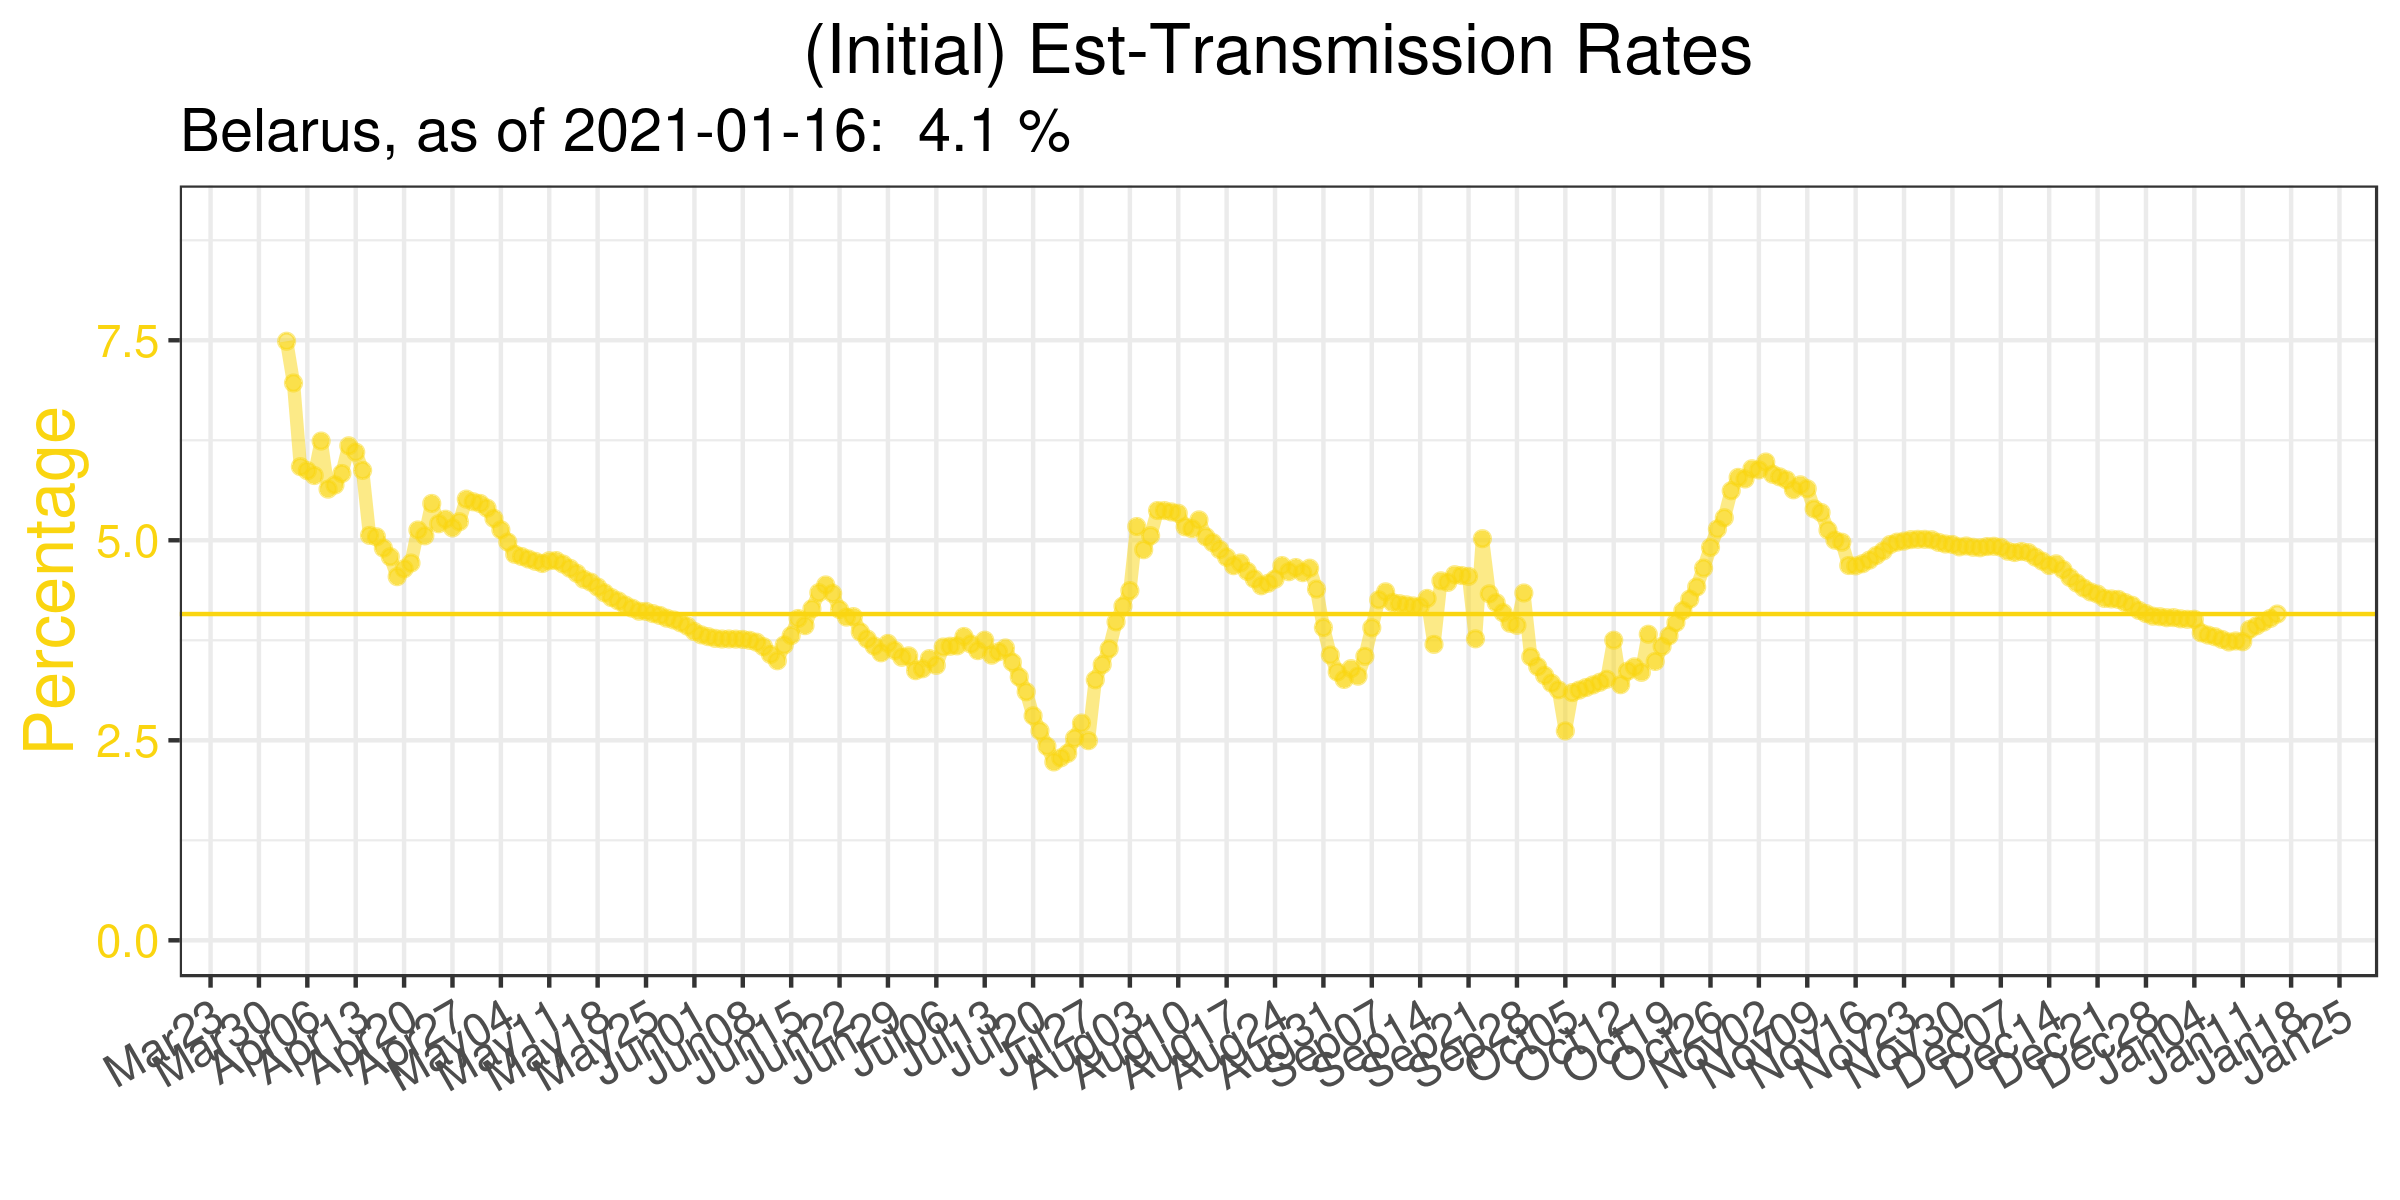 (Initial) Est-Transmission Rates
Belarus, as of 2021-01-16:  4.1 %
Percentage
7.5
5.0
2.5
0.0
Mar23
Mar30
Apr06
Apr13
Apr20
Apr27
May04
May11
May18
May25
Jun01
Jun08
Jun15
Jun22
Jun29
Jul06
Jul13
Jul20
Jul27
Aug03
Aug10
Aug17
Aug24
Aug31
Sep07
Sep14
Sep21
Sep28
Oct05
Oct12
Oct19
Oct26
Nov02
Nov09
Nov16
Nov23
Nov30
Dec07
Dec14
Dec21
Dec28
Jan04
Jan11
Jan18
Jan25